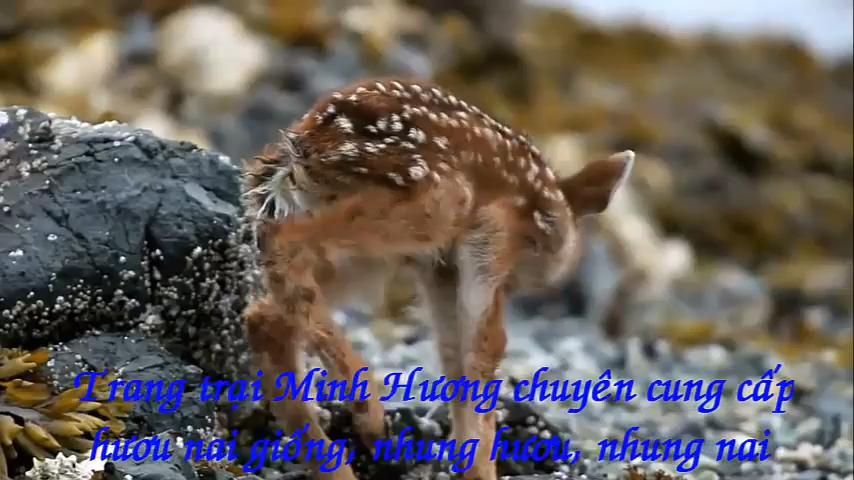 Trang trại Minh Hương chuyên cung cấp
hươu nai giống, nhung hươu, nhung nai